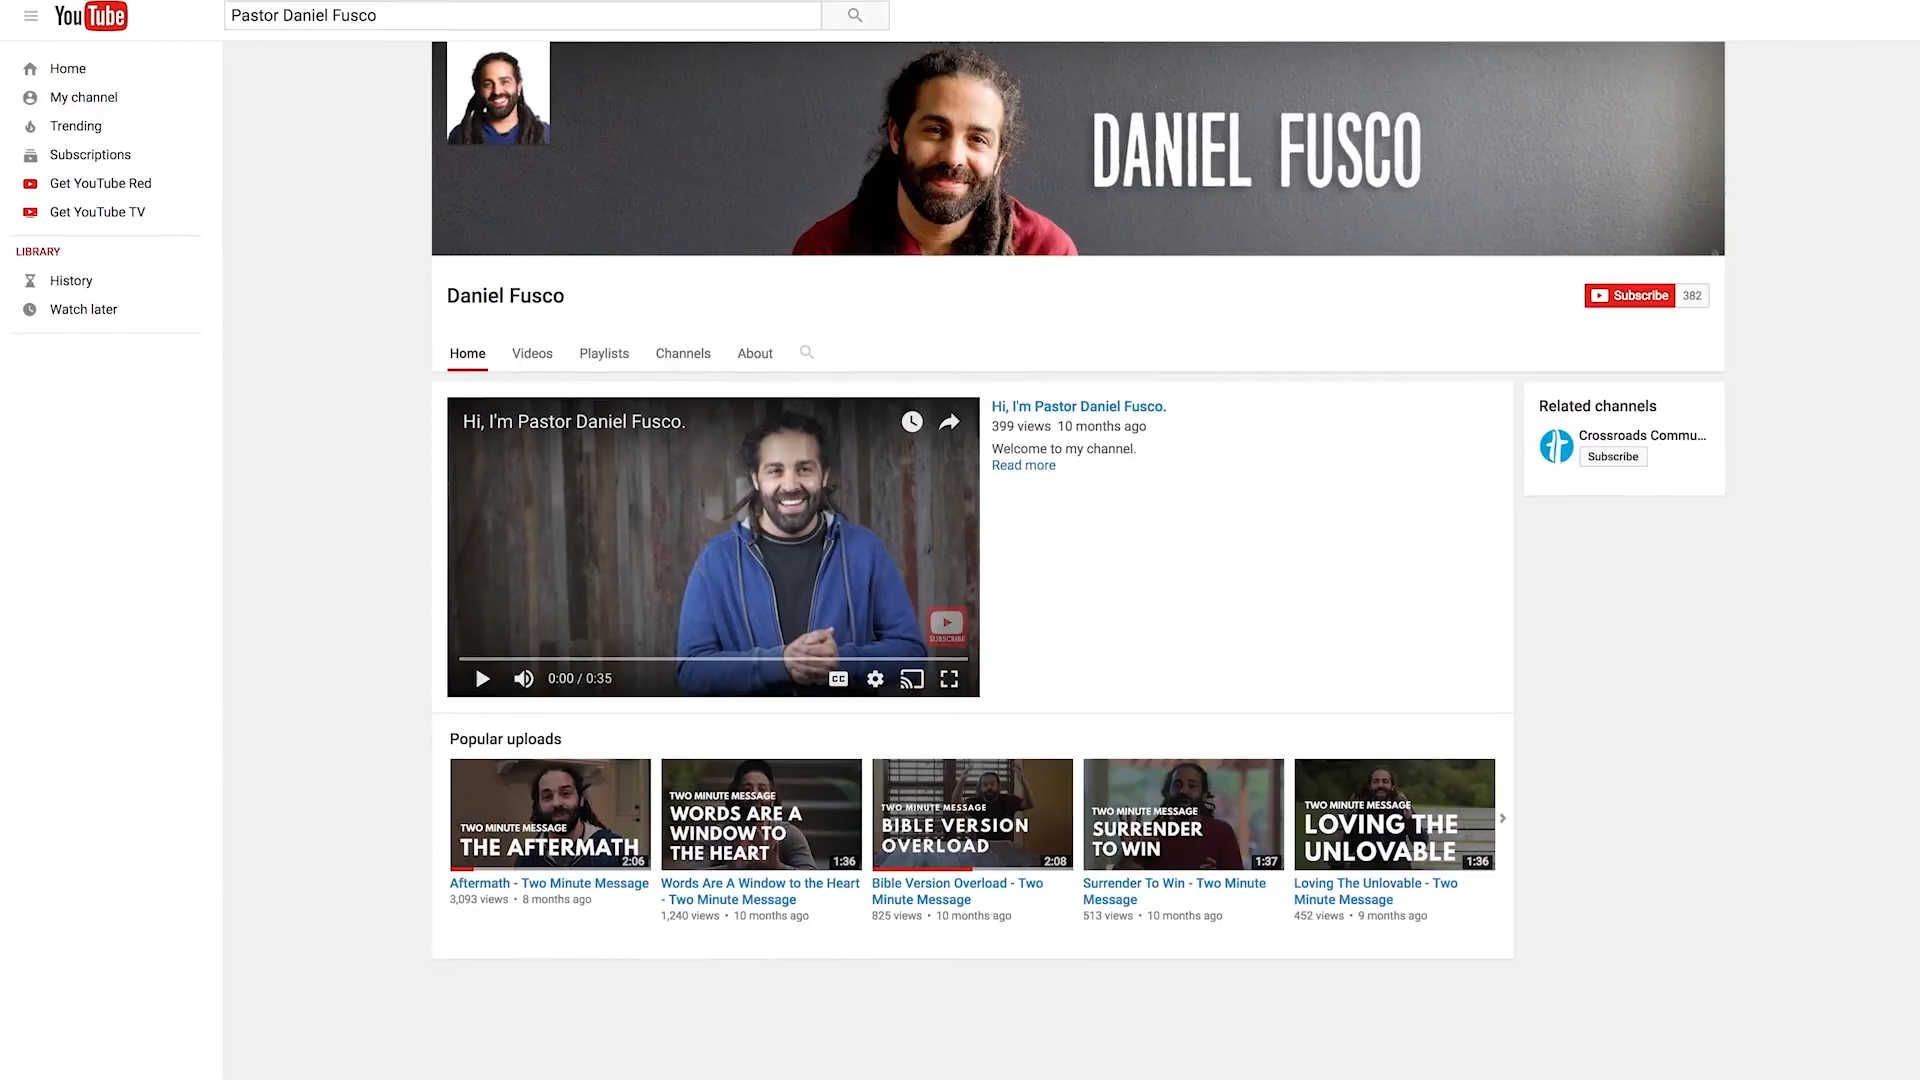 YouTube
Pastor Daniel Fusco
Home
My channel
Trending
Subscriptions
Get YouTube Red
Get YouTube TV
LIBRARY
History
Watch later
DANIEL FUSCO
Daniel Fusco
Subscribe 382
Home Videos Playlists Channels About
Hi, I'm Pastor Daniel Fusco.
SUBSCRIBE
0:00 / 0:35
CC
Hi, I'm Pastor Daniel Fusco.
399 views 10 months ago
Welcome to my channel.
Read more
Related channels
Crossroads Commu...
Subscribe
Popular uploads
TWO MINUTE MESSAGE
THE AFTERMATH
2:06
Aftermath - Two Minute Message
3,093 views • 8 months ago
TWO MINUTE MESSAGE
WORDS ARE A
WINDOW TO
THE HEART
1:36
Words Are A Window to the Heart
- Two Minute Message
1,240 views • 10 months ago
TWO MINUTE MESSAGE
BIBLE VERSION
OVERLOAD
2:08
Bible Version Overload - Two
Minute Message
825 views • 10 months ago
TWO MINUTE MESSAGE
SURRENDER
TO WIN
1:37
Surrender To Win - Two Minute
Message
513 views • 10 months ago
TWO MINUTE MESSAGE
LOVING THE
UNLOVABLE
1:36
Loving The Unlovable - Two
Minute Message
452 views • 9 months ago